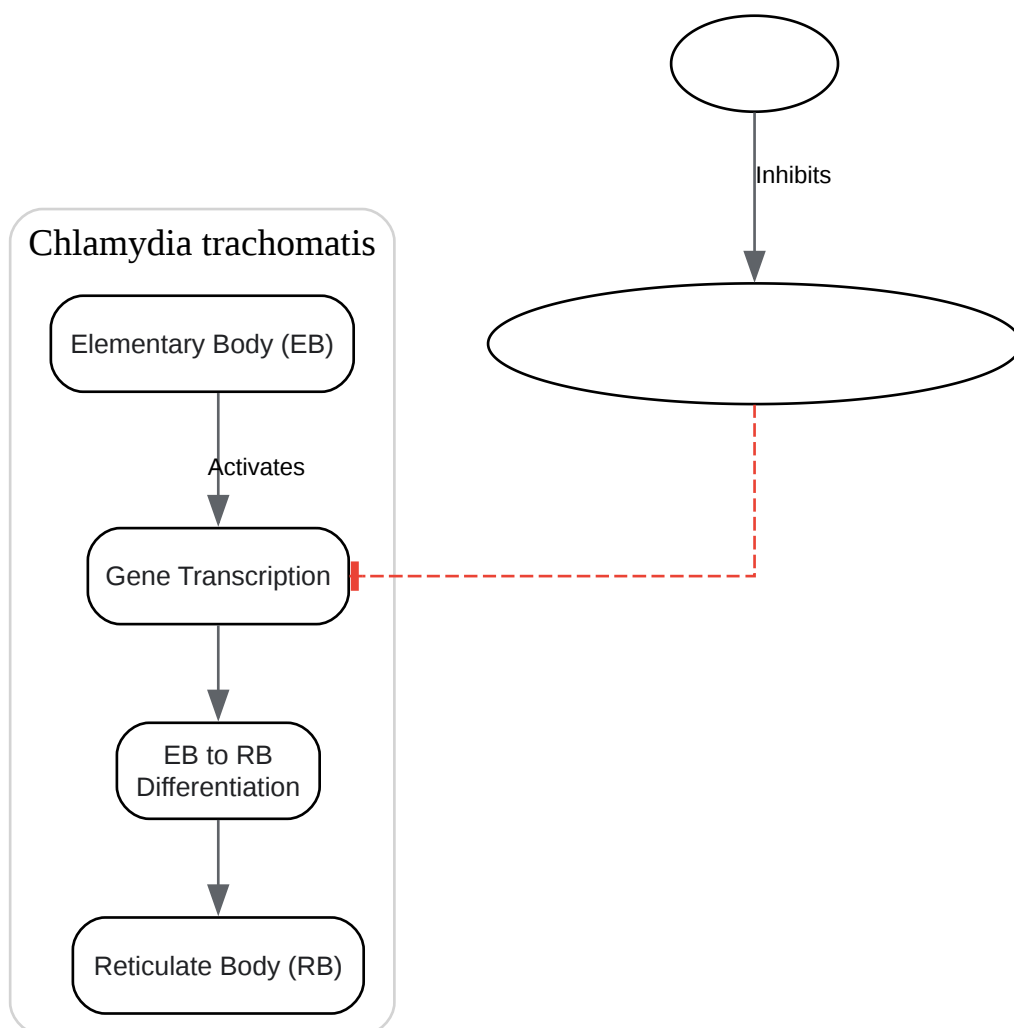 Inhibits
Chlamydia trachomatis
Elementary Body (EB)
Activates
Gene Transcription
EB to RB
Differentiation
Reticulate Body (RB)